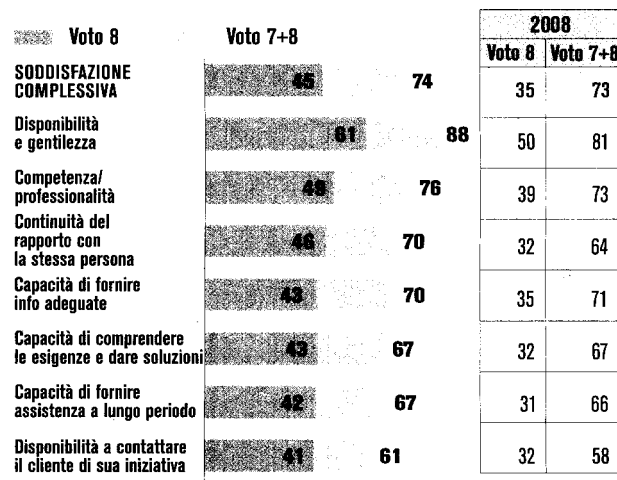 Voto 8 Voto 7+8
2008
Voto 8 Voto 7+8
SODDISFAZIONE
COMPLESSIVA
45 74 35 73
Disponibilità
e gentilezza
61 88 50 81
Competenza/
professionalità
49 76 39 73
Continuità del
rapporto con
la stessa persona
46 70 32 64
Capacità di fornire
info adeguate
43 70 35 71
Capacità di comprendere
le esigenze e dare soluzioni
43 67 32 67
Capacità di fornire
assistenza a lungo periodo
42 67 31 66
Disponibilità a contattare
il cliente di sua iniziativa
41 61 32 58